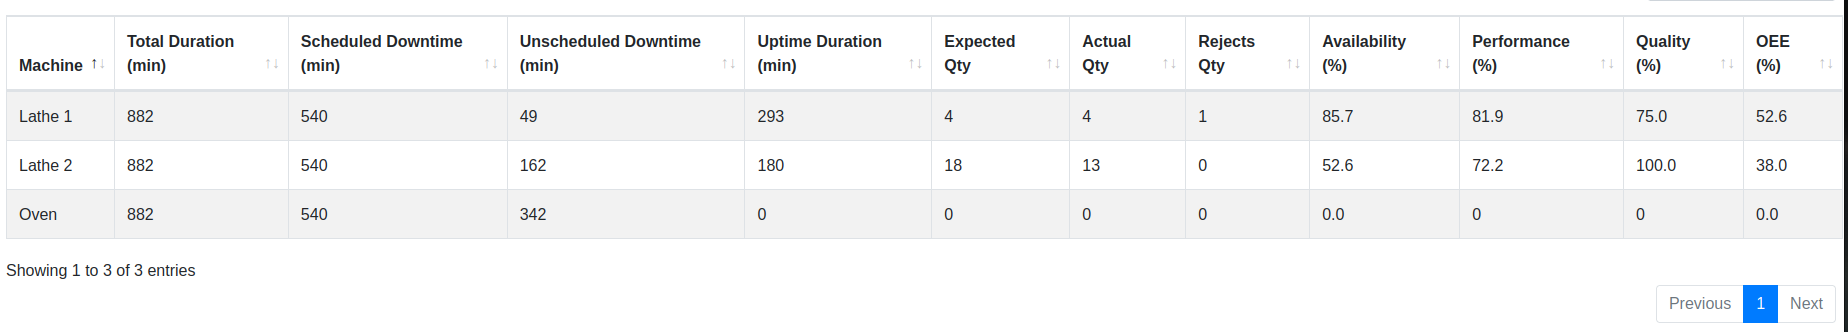 Machine ↑↓ Total Duration (min) ↑↓ Scheduled Downtime (min) ↑↓ Unscheduled Downtime (min) ↑↓ Uptime Duration (min) ↑↓ Expected Qty ↑↓ Actual Qty ↑↓ Rejects Qty ↑↓ Availability (%) ↑↓ Performance (%) ↑↓ Quality (%) ↑↓ OEE (%) ↑↓
Lathe 1 882 540 49 293 4 4 1 85.7 81.9 75.0 52.6
Lathe 2 882 540 162 180 18 13 0 52.6 72.2 100.0 38.0
Oven 882 540 342 0 0 0 0 0.0 0 0 0.0
Showing 1 to 3 of 3 entries
Previous 1 Next